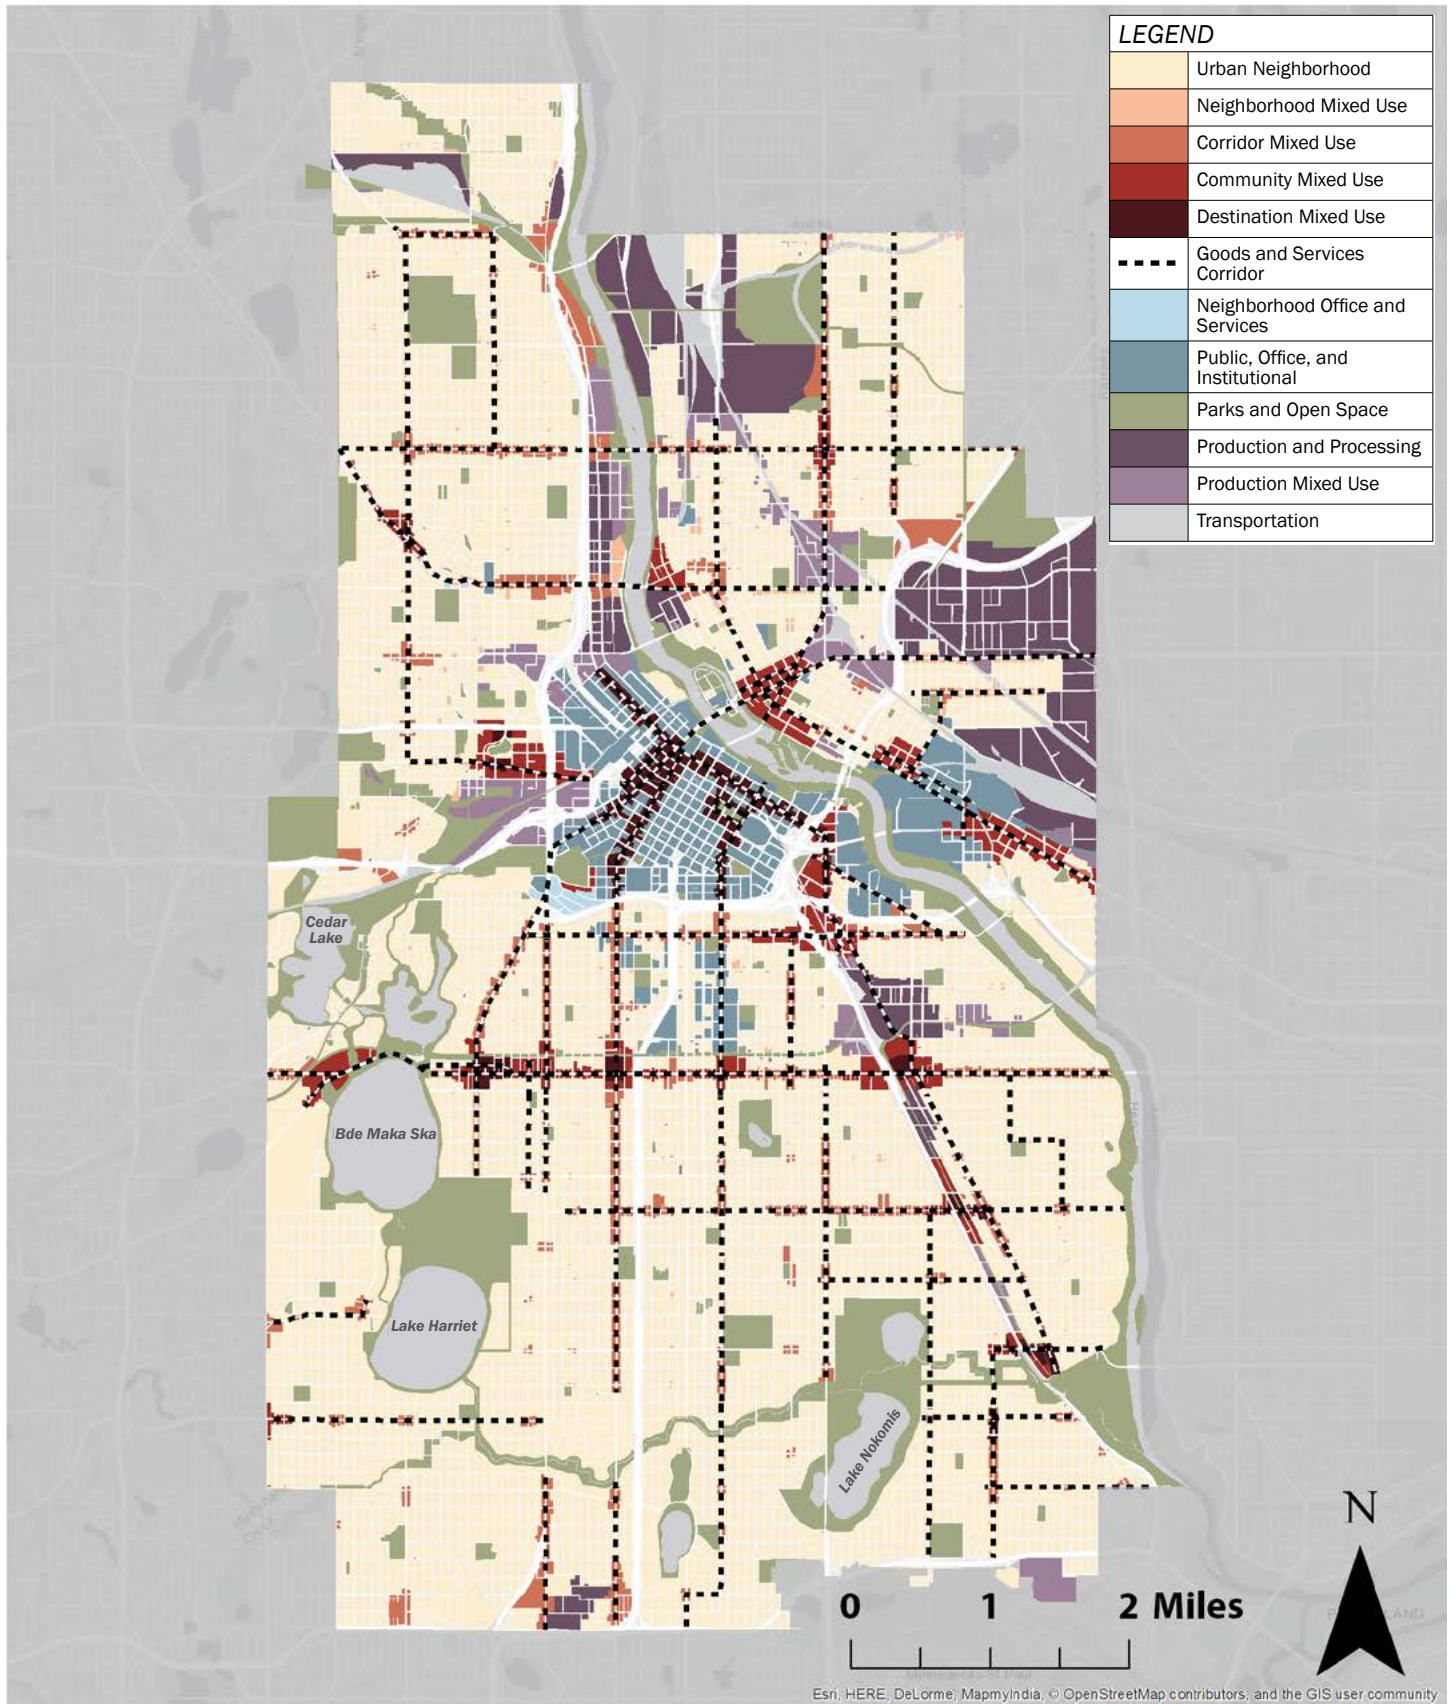 LEGEND
Urban Neighborhood
Neighborhood Mixed Use
Corridor Mixed Use
Community Mixed Use
Destination Mixed Use
Goods and Services
Corridor
Neighborhood Office and
Services
Public, Office, and
Institutional
Parks and Open Space
Production and Processing
Production Mixed Use
Transportation
Cedar
Lake
Bde Maka Ska
Lake Harriet
Lake Nokomis
N
0 1 2 Miles
Minneapolis-St Paul
Esri, HERE, DeLorme, MapmyIndia, © OpenStreetMap contributors, and the GIS user community